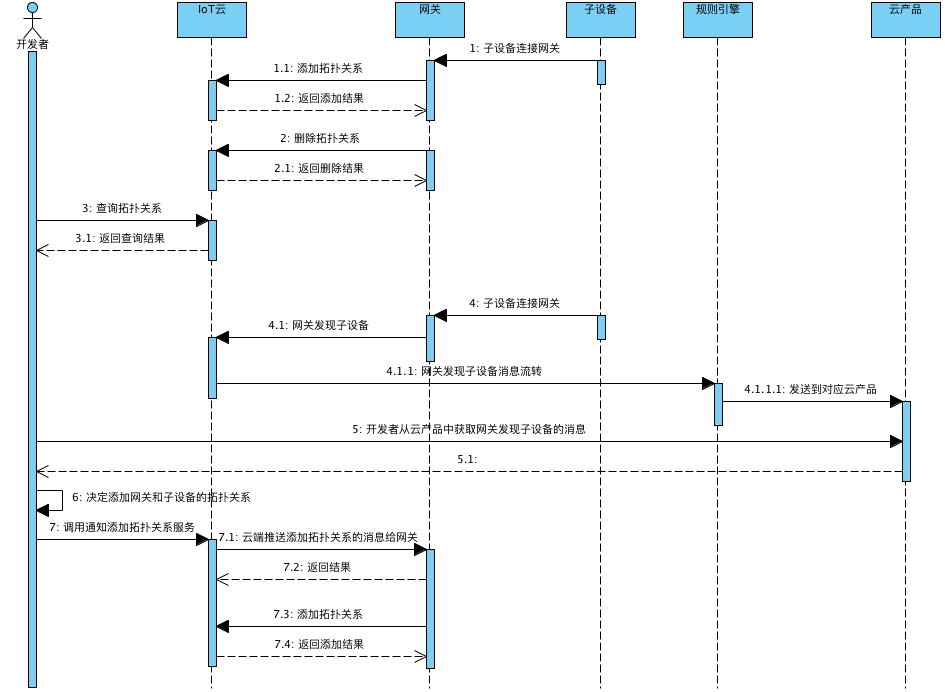 IoT云
网关
子设备
规则引擎
云产品
开发者
1: 子设备连接网关
1.1: 添加拓扑关系
1.2: 返回添加结果
2: 删除拓扑关系
2.1: 返回删除结果
3: 查询拓扑关系
3.1: 返回查询结果
4: 子设备连接网关
4.1: 网关发现子设备
4.1.1: 网关发现子设备消息流转
4.1.1.1: 发送到对应云产品
5: 开发者从云产品中获取网关发现子设备的消息
5.1:
6: 决定添加网关和子设备的拓扑关系
7: 调用通知添加拓扑关系服务
7.1: 云端推送添加拓扑关系的消息给网关
7.2: 返回结果
7.3: 添加拓扑关系
7.4: 返回添加结果